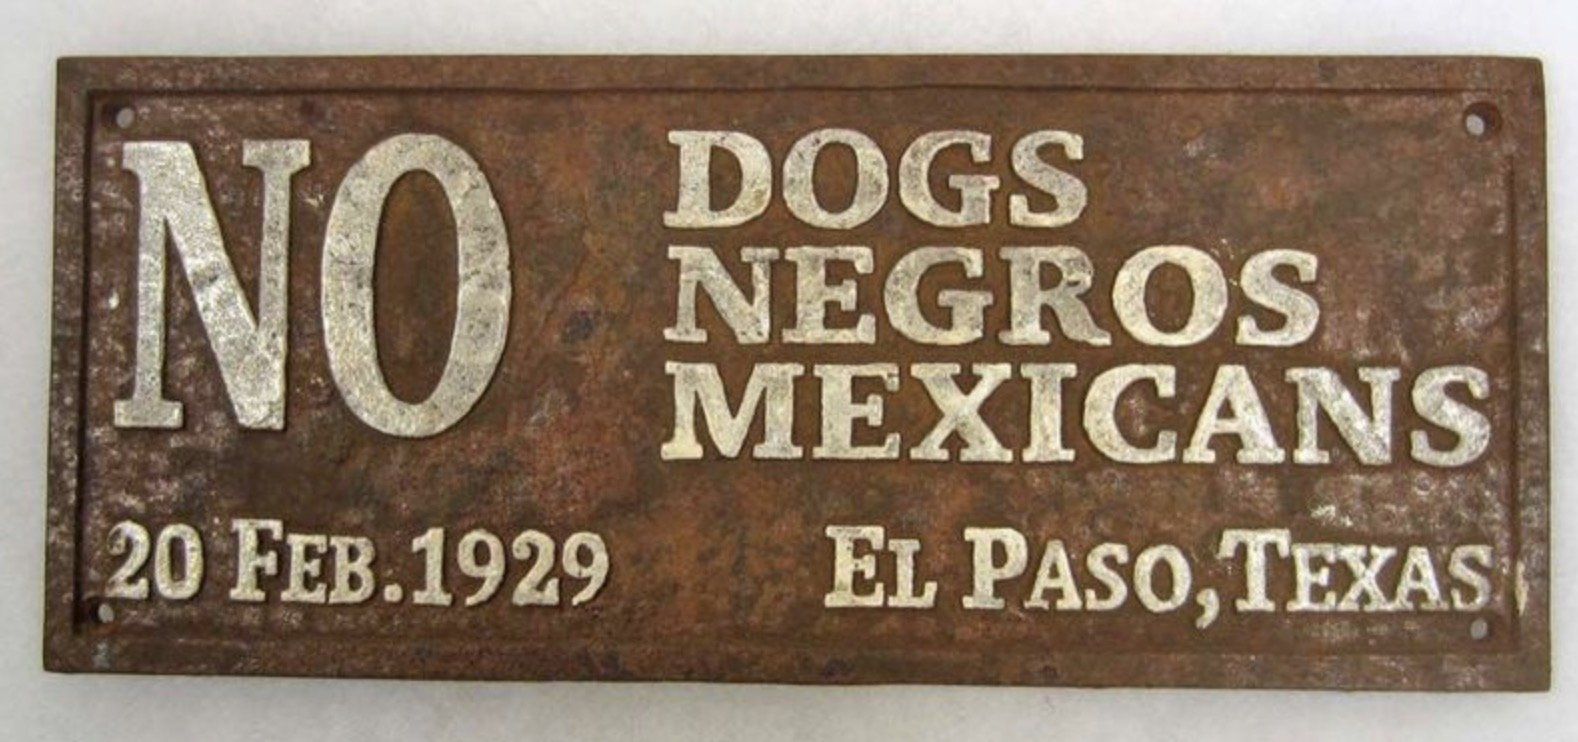 NO DOGS
NEGROS
MEXICANS
20 FEB.1929 EL PASO, TEXAS